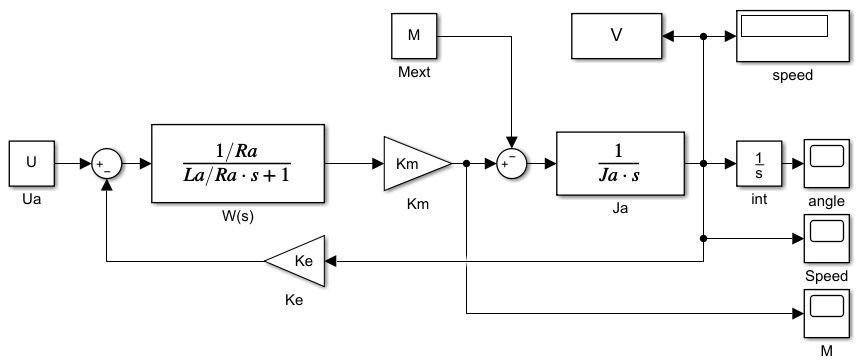 M
Mext
V
speed
U
Ua
+
−
1/Ra
La/Ra · s + 1
W(s)
Km
Km
+
−
1
Ja · s
Ja
1
s
int
angle
Ke
Ke
Speed
M